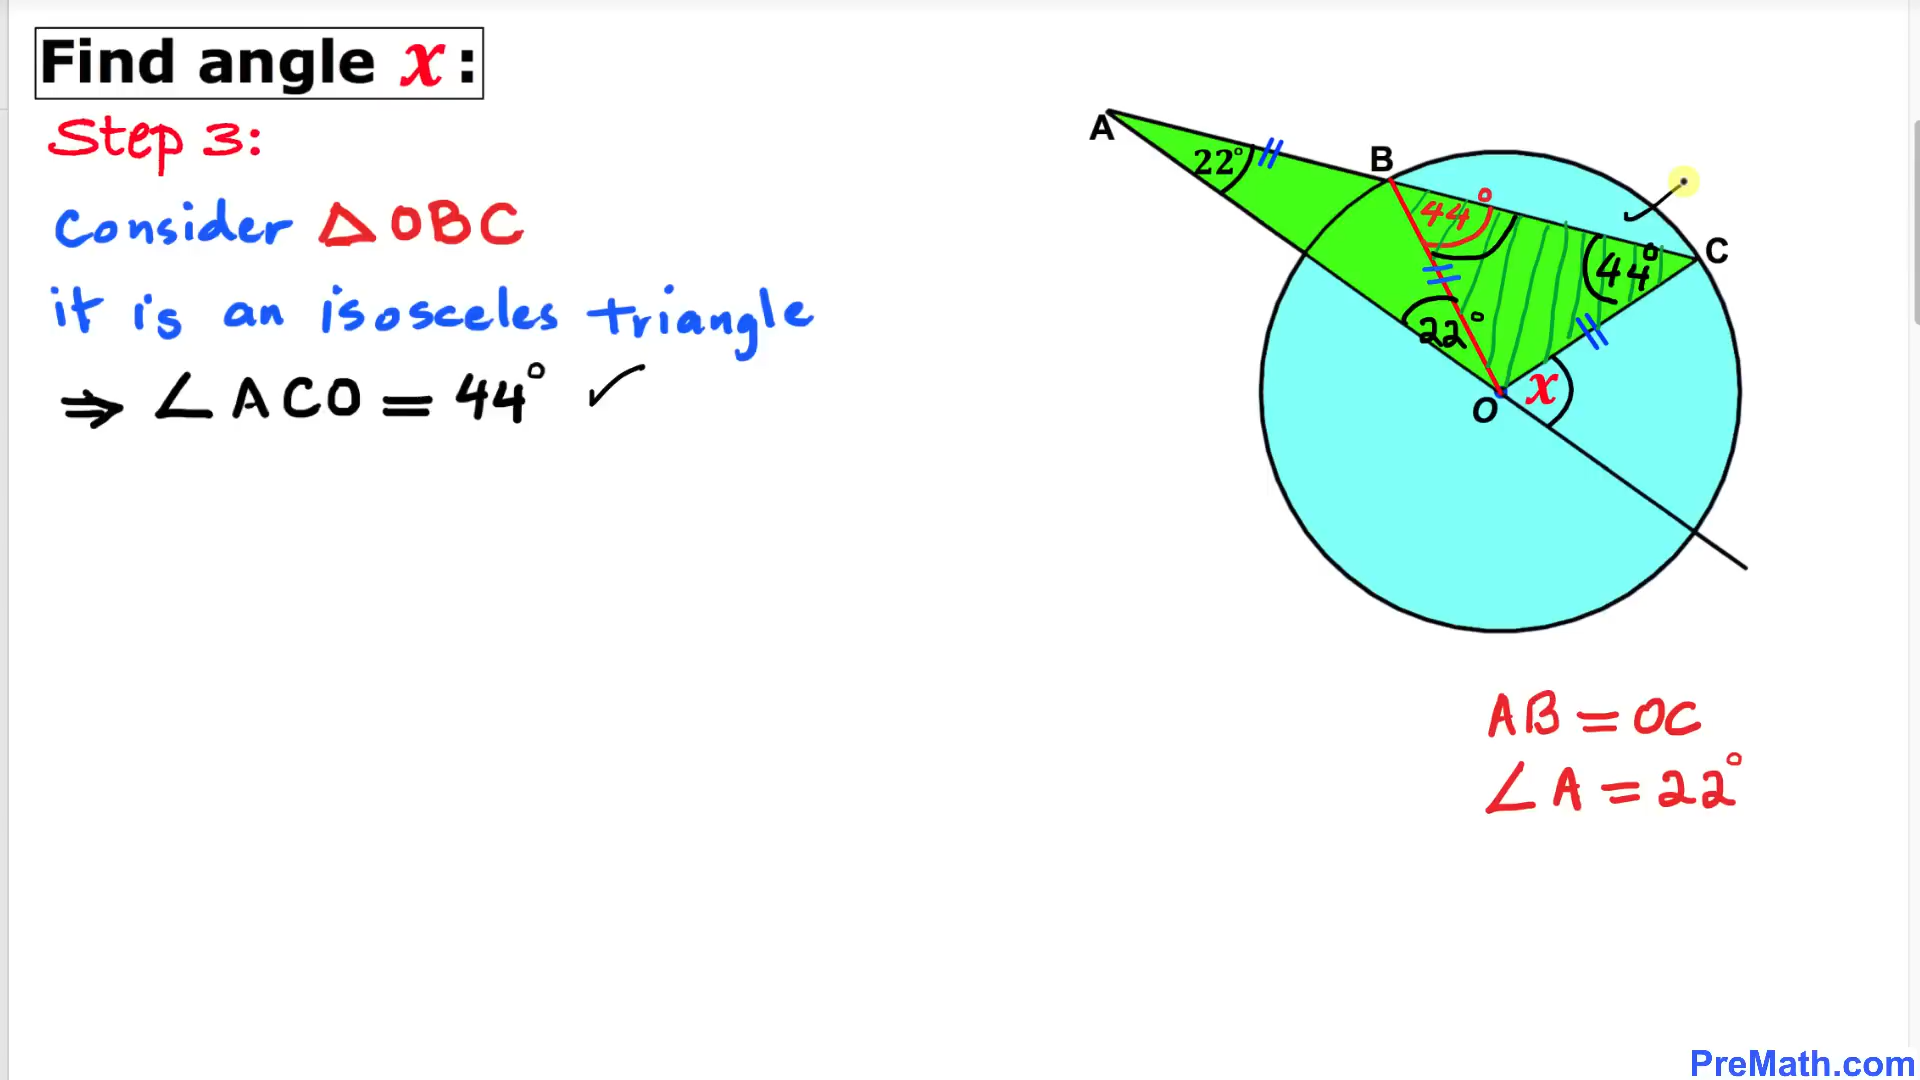 Find angle x:
Step 3:
Consider △OBC
it is an isosceles triangle
⇒ ∠ACO = 44° ✓
A
22°
B
44°
44°
C
22°
O
x
AB = OC
∠A = 22°
PreMath.com